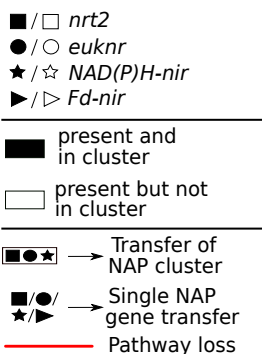 ■/□ nrt2
●/○ euknr
★/☆ NAD(P)H-nir
▶/▷ Fd-nir
present and
in cluster
present but not
in cluster
Transfer of
NAP cluster
Single NAP
gene transfer
Pathway loss